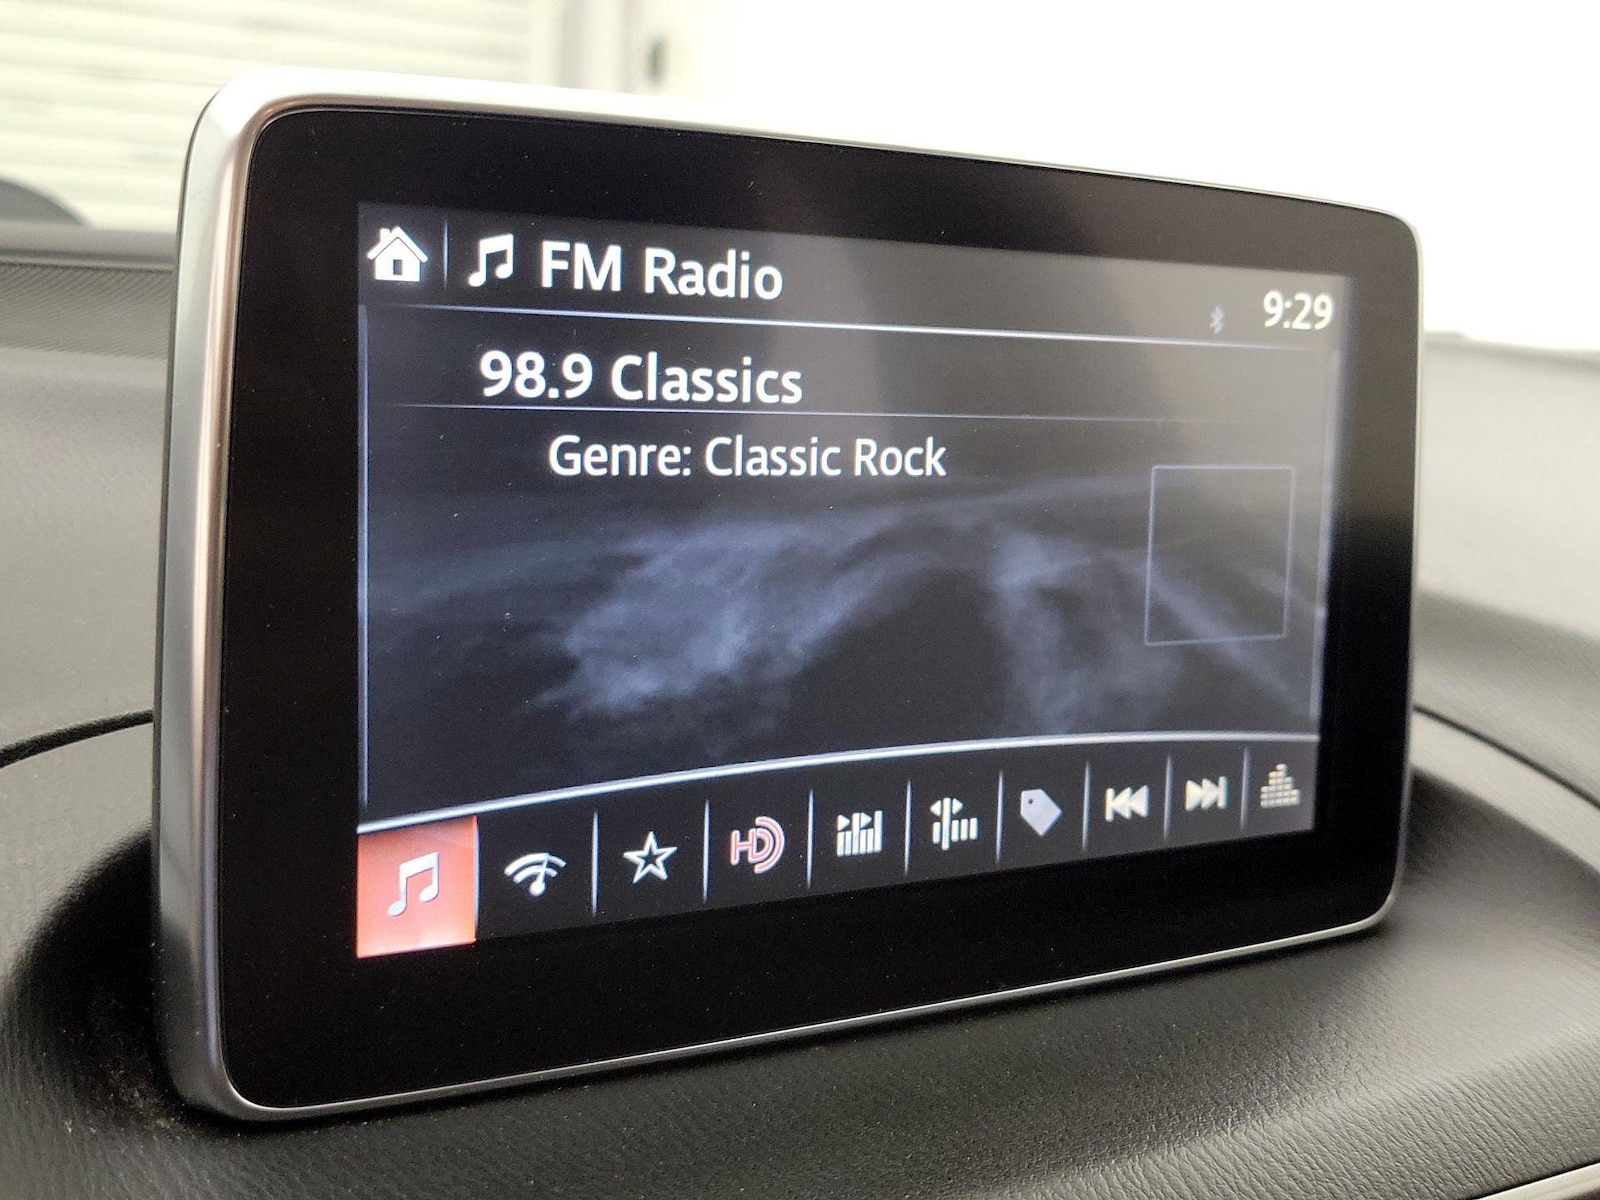 FM Radio
9:29
98.9 Classics
Genre: Classic Rock
HD